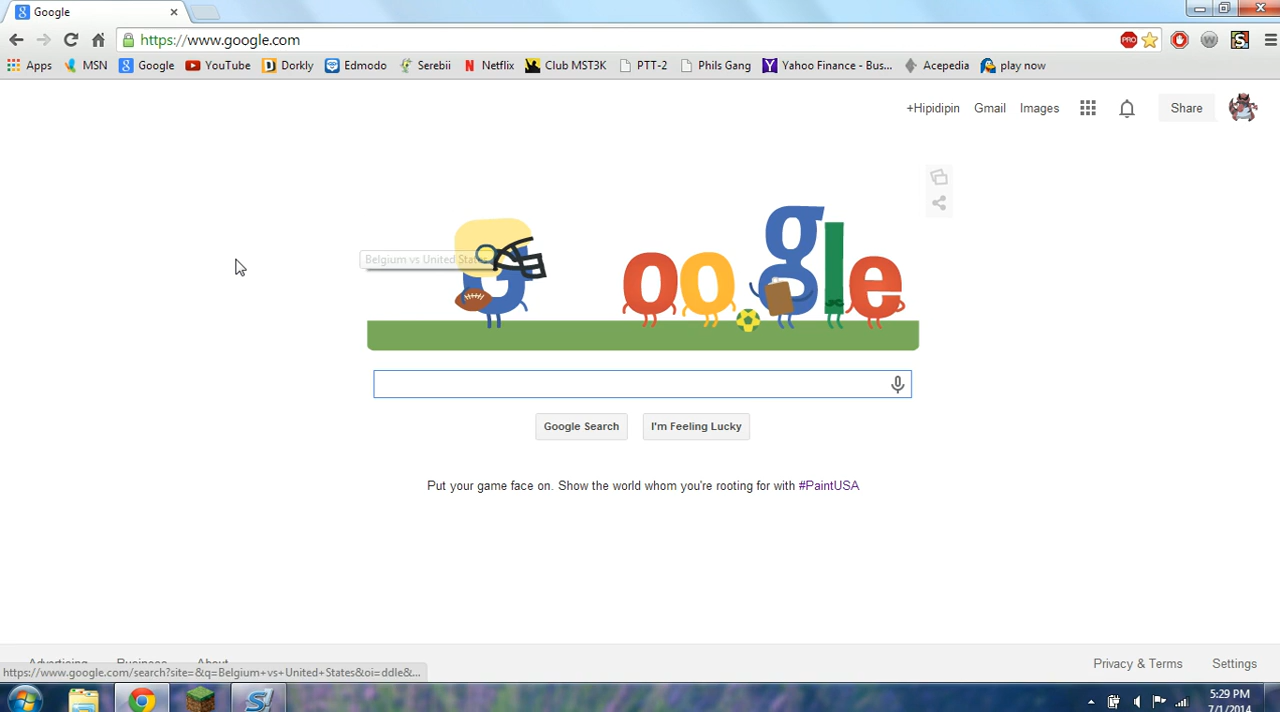 Google
https://www.google.com
PRO
Apps MSN Google YouTube Dorkly Edmodo Serebii Netflix Club MST3K PTT-2 Phils Gang Yahoo Finance - Bus... Acepedia play now
+Hipidipin Gmail Images Share
Belgium vs United States
Google
Google Search I'm Feeling Lucky
Put your game face on. Show the world whom you're rooting for with #PaintUSA
Advertising Business About Privacy & Terms Settings
https://www.google.com/search?site=&q=Belgium+vs+United+States&oi=ddle&...
5:29 PM
7/1/2014